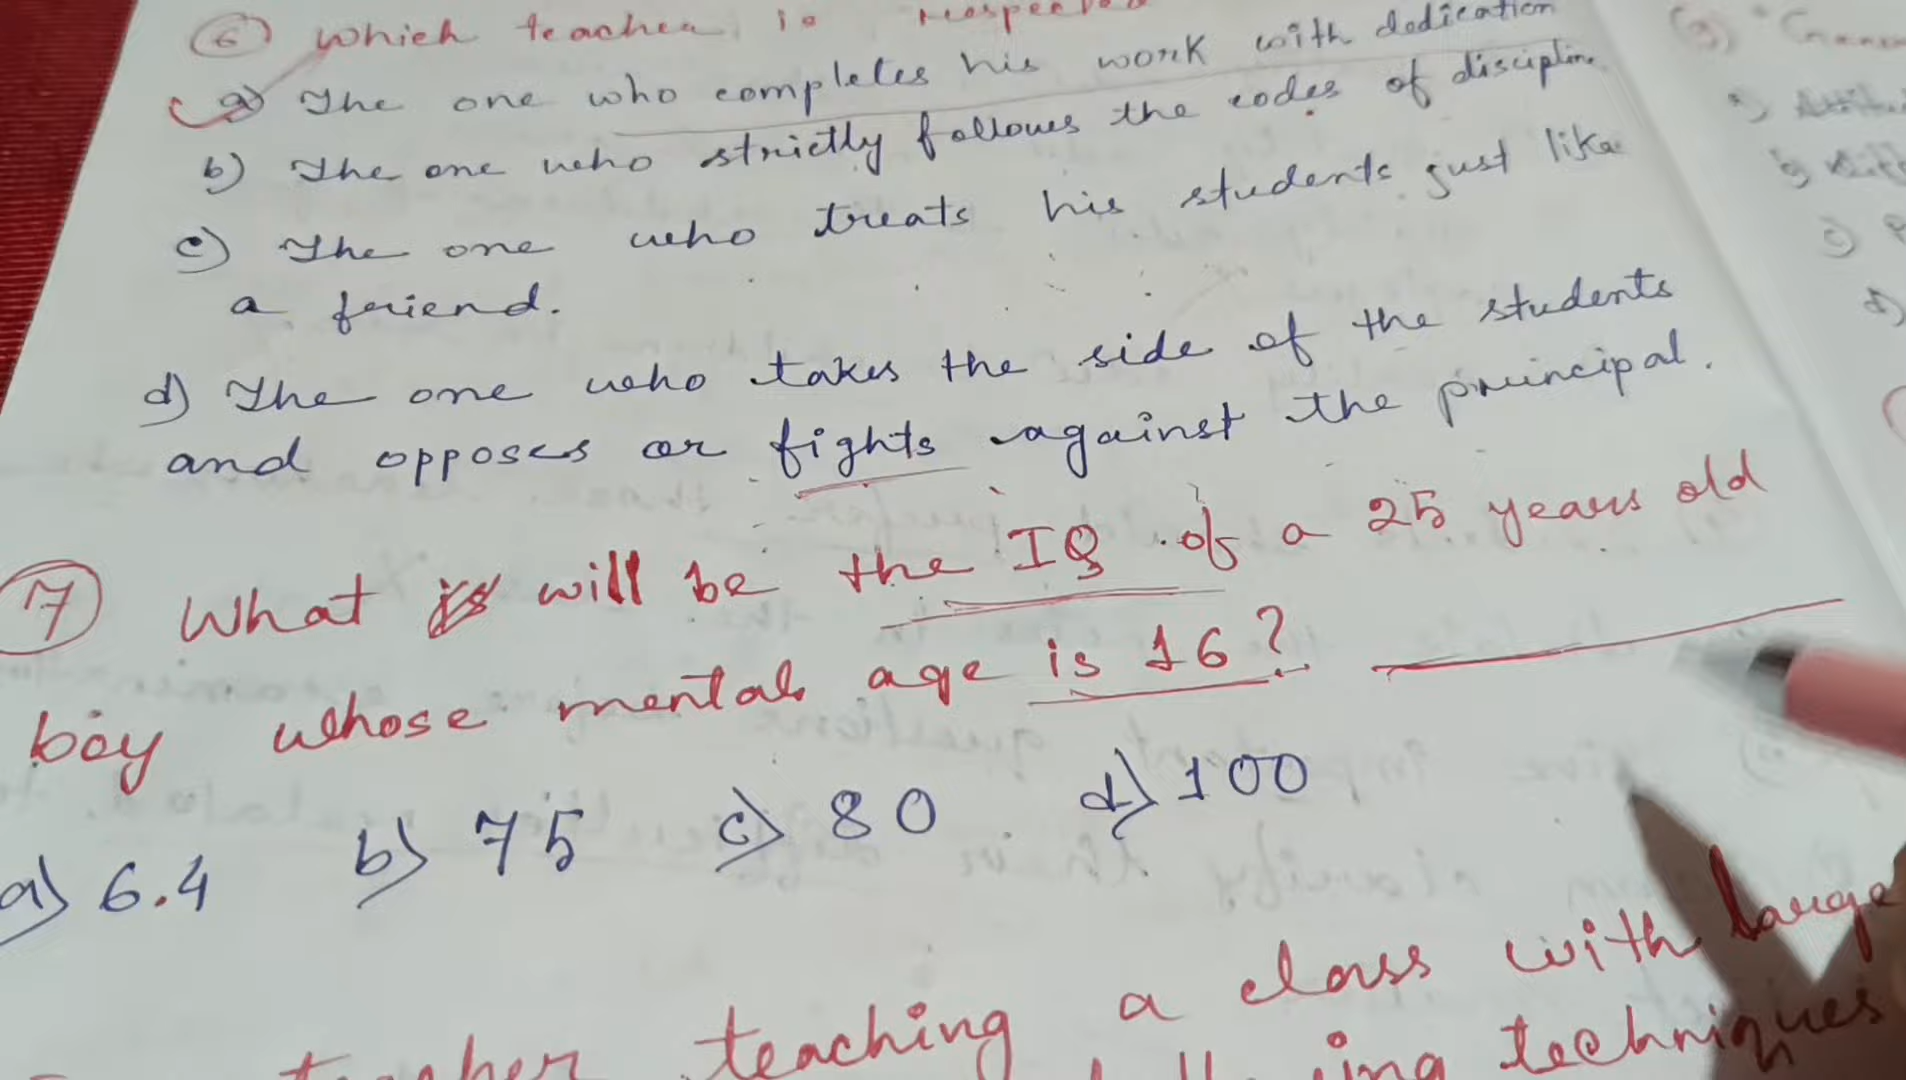 6 Which teacher is respected
a) The one who completes his work with dedication
b) The one who strictly follows the codes of discipline
c) The one who treats his students just like
a friend.
d) The one who takes the side of the students
and opposes or fights against the principal.
7 What is will be the IQ of a 25 years old
boy whose mental age is 16?
a) 6.4 b) 75 c) 80 d) 100
teaching a class with large
techniques